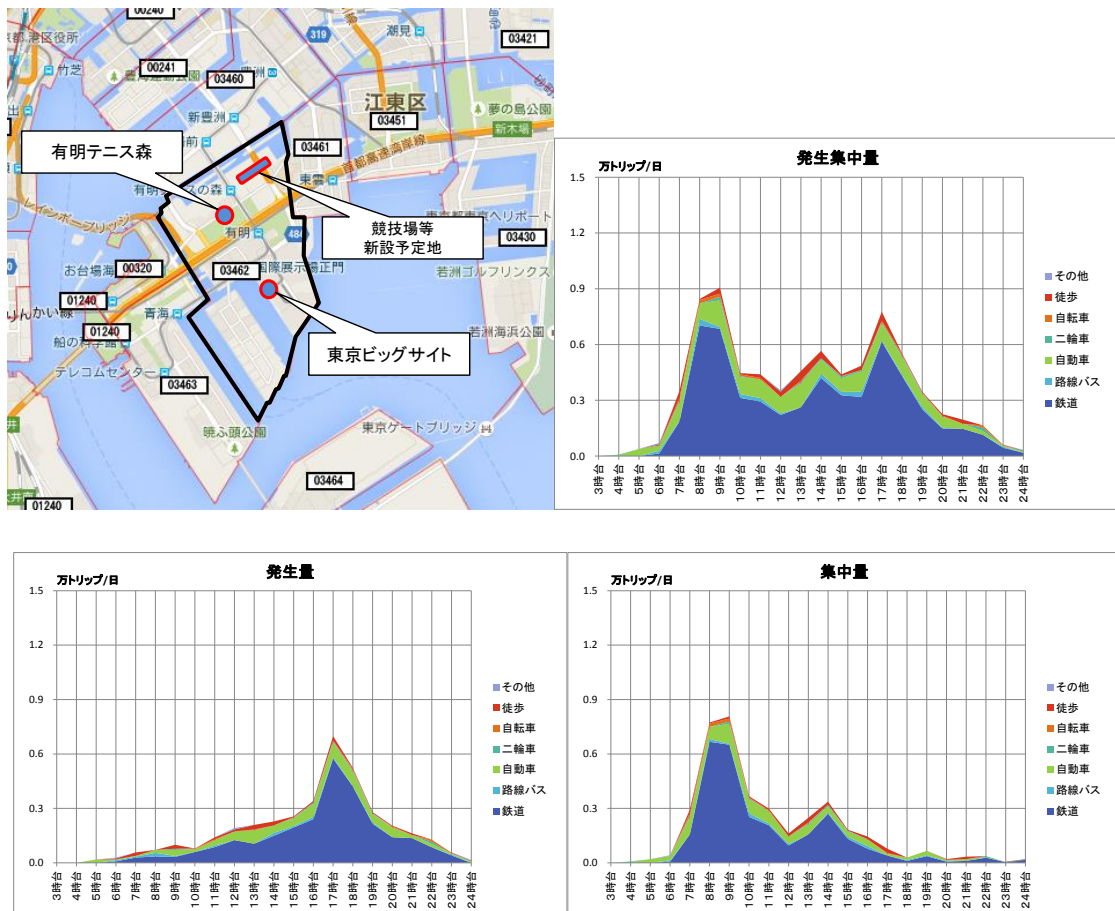 00240
319
潮見
03421
港区役所
竹芝
00241
03460
豊洲
江東区
夢の島公園
新豊洲
03451
新木場
有明テニス森
03461
首都高速湾岸線
東雲
競技場等
新設予定地
レインボーブリッジ
有明
484
03430
お台場海
00320
03462
国際展示場正門
若洲ゴルフリンクス
01240
かい線
青海
01240
船の科学館
東京ビッグサイト
若洲海浜公園
テレコムセンター
03463
暁ふ頭公園
東京ゲートブリッジ
03464
01240
発生集中量
万トリップ/日
1.5
1.2
0.9
0.6
0.3
0.0
3時台
4時台
5時台
6時台
7時台
8時台
9時台
10時台
11時台
12時台
13時台
14時台
15時台
16時台
17時台
18時台
19時台
20時台
21時台
22時台
23時台
24時台
その他
徒歩
自転車
二輪車
自動車
路線バス
鉄道
発生量
万トリップ/日
1.5
1.2
0.9
0.6
0.3
0.0
3時台
4時台
5時台
6時台
7時台
8時台
9時台
10時台
11時台
12時台
13時台
14時台
15時台
16時台
17時台
18時台
19時台
20時台
21時台
22時台
23時台
24時台
その他
徒歩
自転車
二輪車
自動車
路線バス
鉄道
集中量
万トリップ/日
1.5
1.2
0.9
0.6
0.3
0.0
3時台
4時台
5時台
6時台
7時台
8時台
9時台
10時台
11時台
12時台
13時台
14時台
15時台
16時台
17時台
18時台
19時台
20時台
21時台
22時台
23時台
24時台
その他
徒歩
自転車
二輪車
自動車
路線バス
鉄道